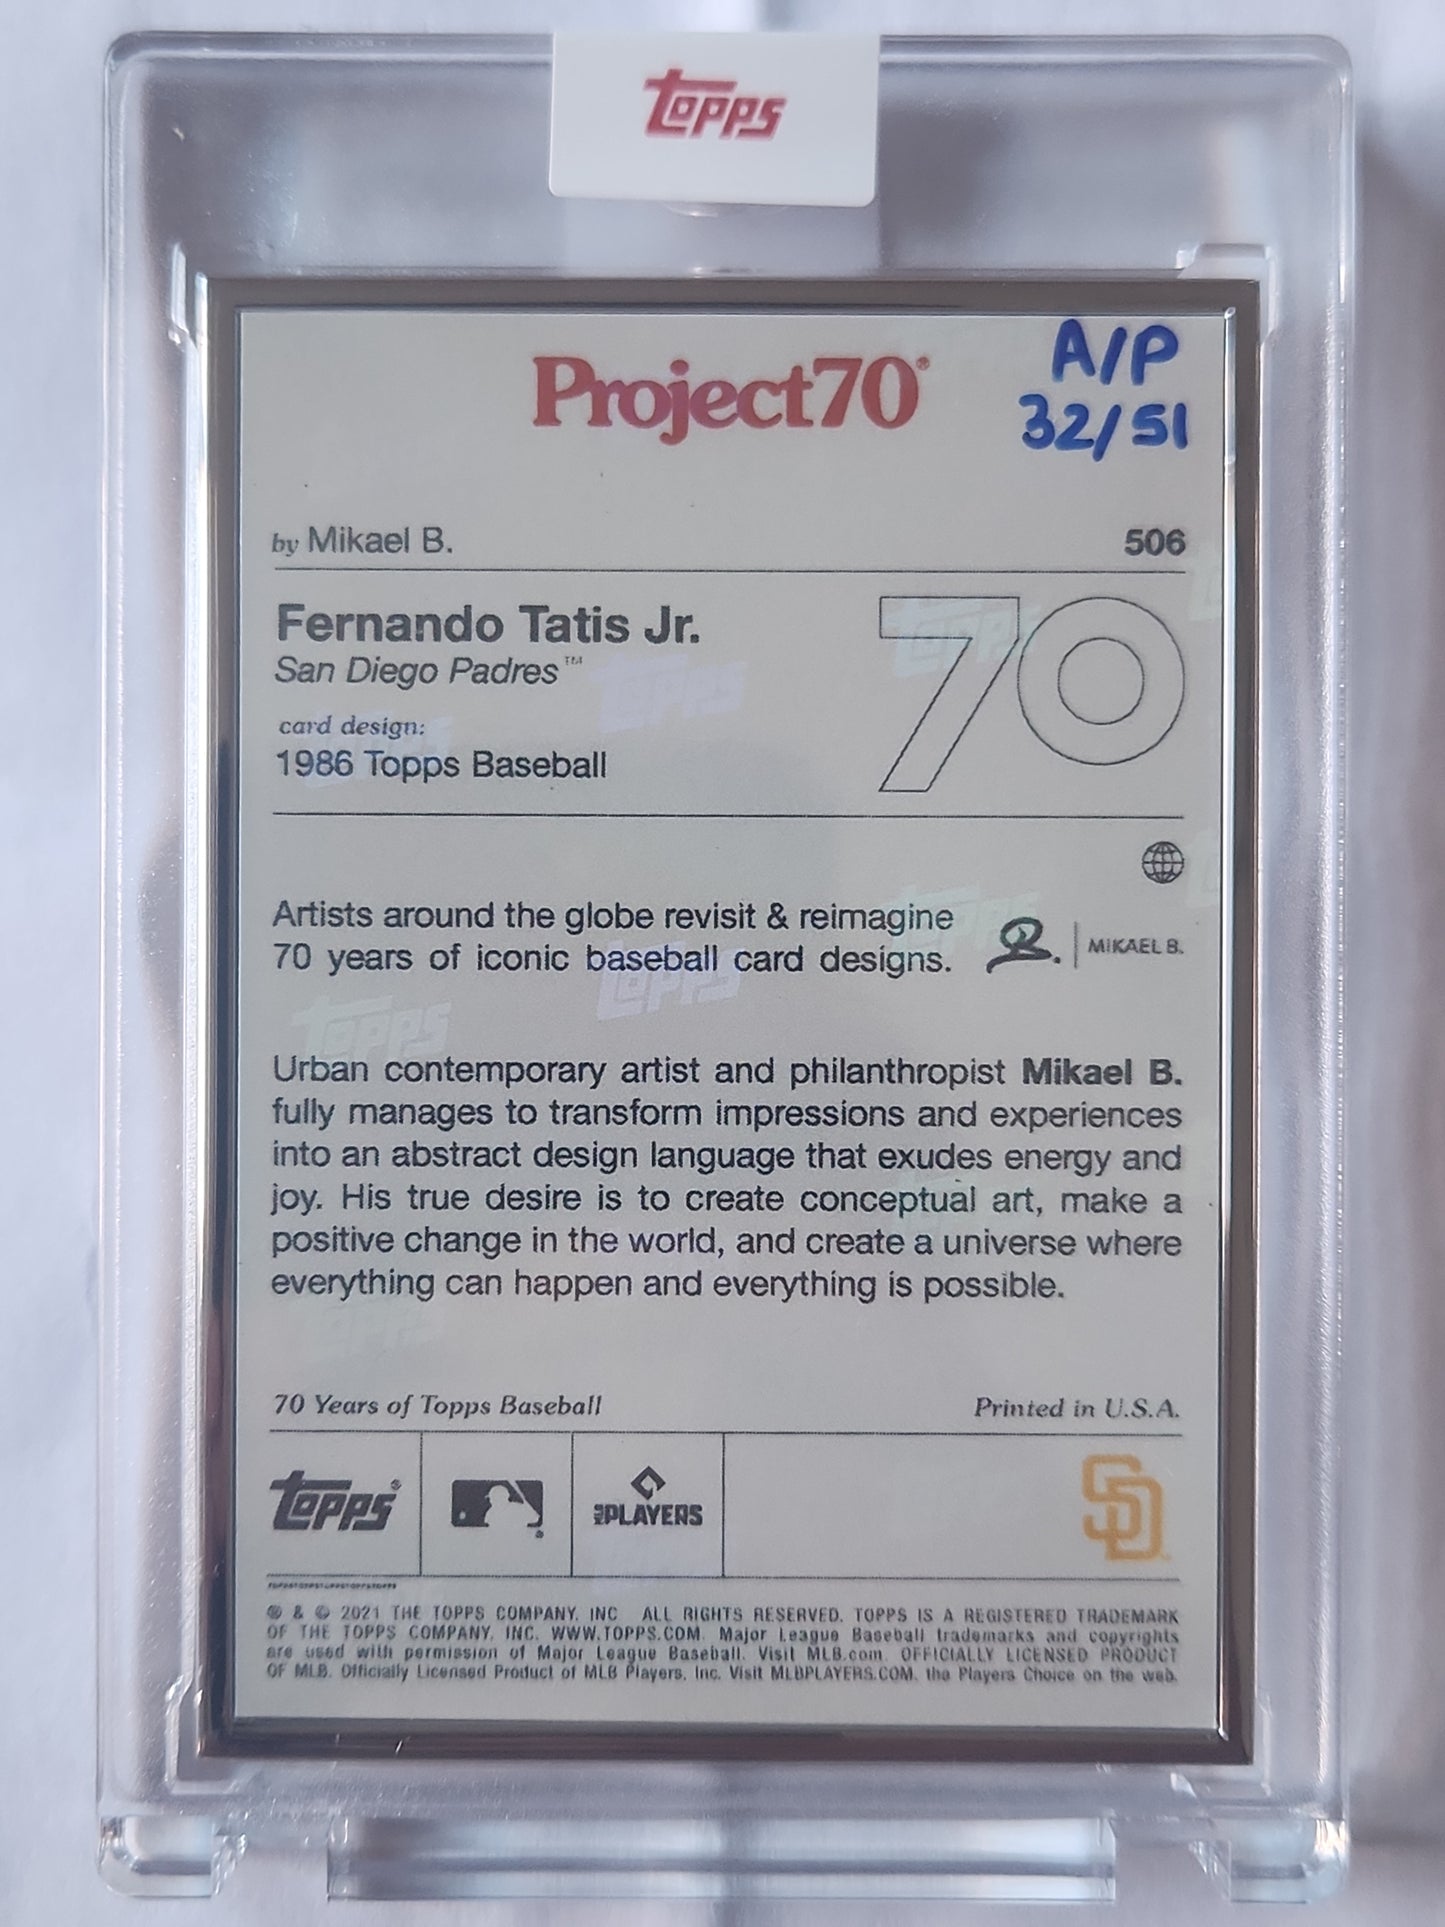 Topps
Project70®
A/P
32/51
by Mikael B.
506
Fernando Tatis Jr.
San Diego Padres™
card design:
1986 Topps Baseball
70
Artists around the globe revisit & reimagine
70 years of iconic baseball card designs.
MIKAEL B.
Urban contemporary artist and philanthropist Mikael B.
fully manages to transform impressions and experiences
into an abstract design language that exudes energy and
joy. His true desire is to create conceptual art, make a
positive change in the world, and create a universe where
everything can happen and everything is possible.
70 Years of Topps Baseball
Printed in U.S.A.
Topps®
PLAYERS
SD
® & © 2021 THE TOPPS COMPANY, INC ALL RIGHTS RESERVED. TOPPS IS A REGISTERED TRADEMARK
OF THE TOPPS COMPANY, INC. WWW.TOPPS.COM. Major League Baseball trademarks and copyrights
are used with permission of Major League Baseball. Visit MLB.com. OFFICIALLY LICENSED PRODUCT
OF MLB. Officially Licensed Product of MLB Players, Inc. Visit MLBPLAYERS.COM, the Players Choice on the web.